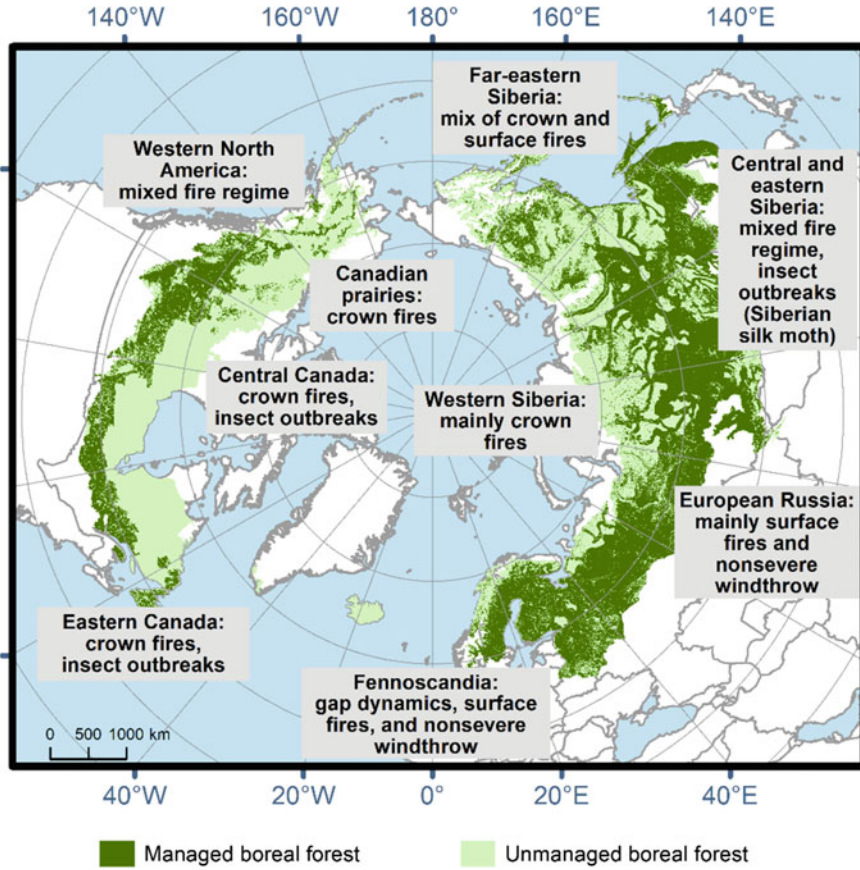 140°W 160°W 180° 160°E 140°E
Far-eastern
Siberia:
mix of crown and
surface fires
Western North
America:
mixed fire regime
Central and
eastern
Siberia:
mixed fire
regime,
insect
outbreaks
(Siberian
silk moth)
Canadian
prairies:
crown fires
Central Canada:
crown fires,
insect outbreaks
Western Siberia:
mainly crown
fires
European Russia:
mainly surface
fires and
nonsevere
windthrow
Eastern Canada:
crown fires,
insect outbreaks
Fennoscandia:
gap dynamics, surface
fires, and nonsevere
windthrow
0 500 1000 km
40°W 20°W 0° 20°E 40°E
Managed boreal forest
Unmanaged boreal forest